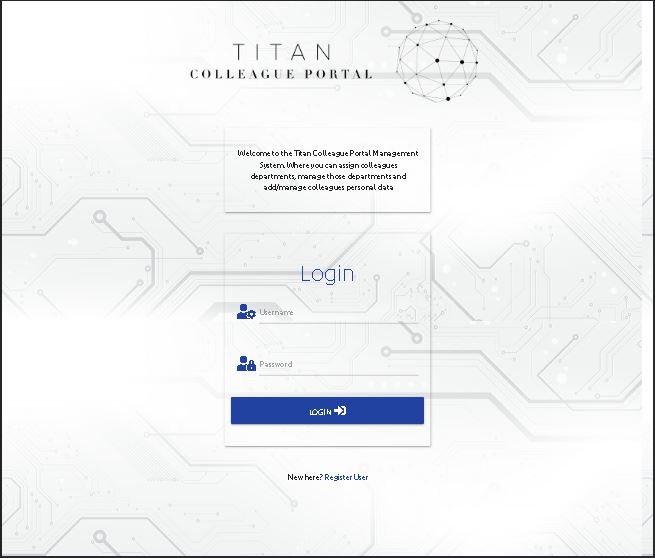 TITAN
COLLEAGUE PORTAL
Welcome to the Titan Colleague Portal Management
System. Where you can assign colleagues
departments, manage those departments and
add/manage colleagues personal data
Login
Username
Password
LOGIN
New here? Register User